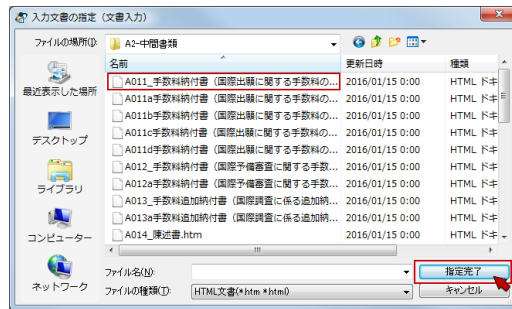 入力文書の指定 (文書入力)
ファイルの場所(I):
A2-中間書類
最近表示した場所
デスクトップ
ライブラリ
コンピューター
ネットワーク
名前 更新日時 種類
A011_手数料納付書 (国際出願に関する手数料の... 2016/01/15 0:00 HTML ドキ
A011a手数料納付書 (国際出願に関する手数料の... 2016/01/15 0:00 HTML ドキ
A011b手数料納付書 (国際出願に関する手数料の... 2016/01/15 0:00 HTML ドキ
A011c手数料納付書 (国際出願に関する手数料の... 2016/01/15 0:00 HTML ドキ
A011d手数料納付書 (国際出願に関する手数料の... 2016/01/15 0:00 HTML ドキ
A012_手数料納付書 (国際予備審査に関する手数... 2016/01/15 0:00 HTML ドキ
A012a手数料納付書 (国際予備審査に関する手数... 2016/01/15 0:00 HTML ドキ
A013_手数料追加納付書 (国際調査に係る追加納... 2016/01/15 0:00 HTML ドキ
A013a手数料追加納付書 (国際調査に係る追加納... 2016/01/15 0:00 HTML ドキ
A014_陳述書.htm 2016/01/15 0:00 HTML ドキ
ファイル名(N):
指定完了
ファイルの種類(T):
HTML文書(*htm *html)
キャンセル